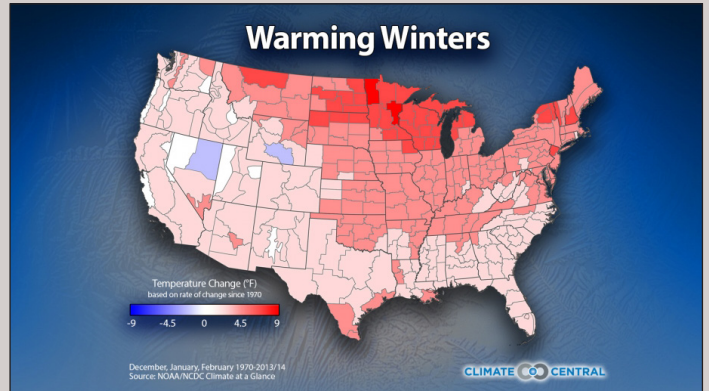 Warming Winters
Temperature Change (°F)
based on rate of change since 1970
-9 -4.5 0 4.5 9
December, January, February 1970-2013/14
Source: NOAA/NCDC Climate at a Glance
CLIMATE CENTRAL